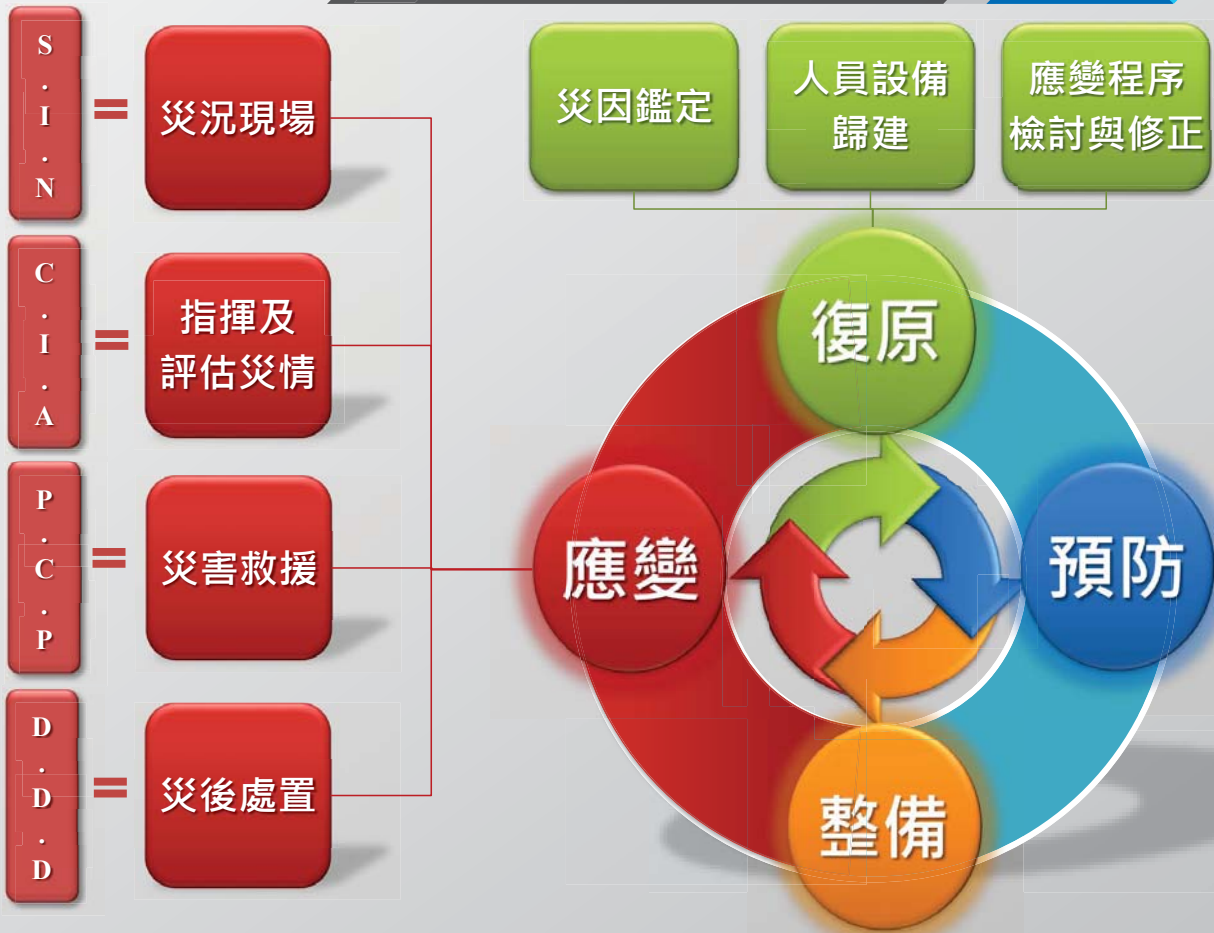 S.I.N
=
災況現場
C.I.A
=
指揮及
評估災情
P.C.P
=
災害救援
D.D.D
=
災後處置
災因鑑定
人員設備
歸建
應變程序
檢討與修正
復原
應變
預防
整備